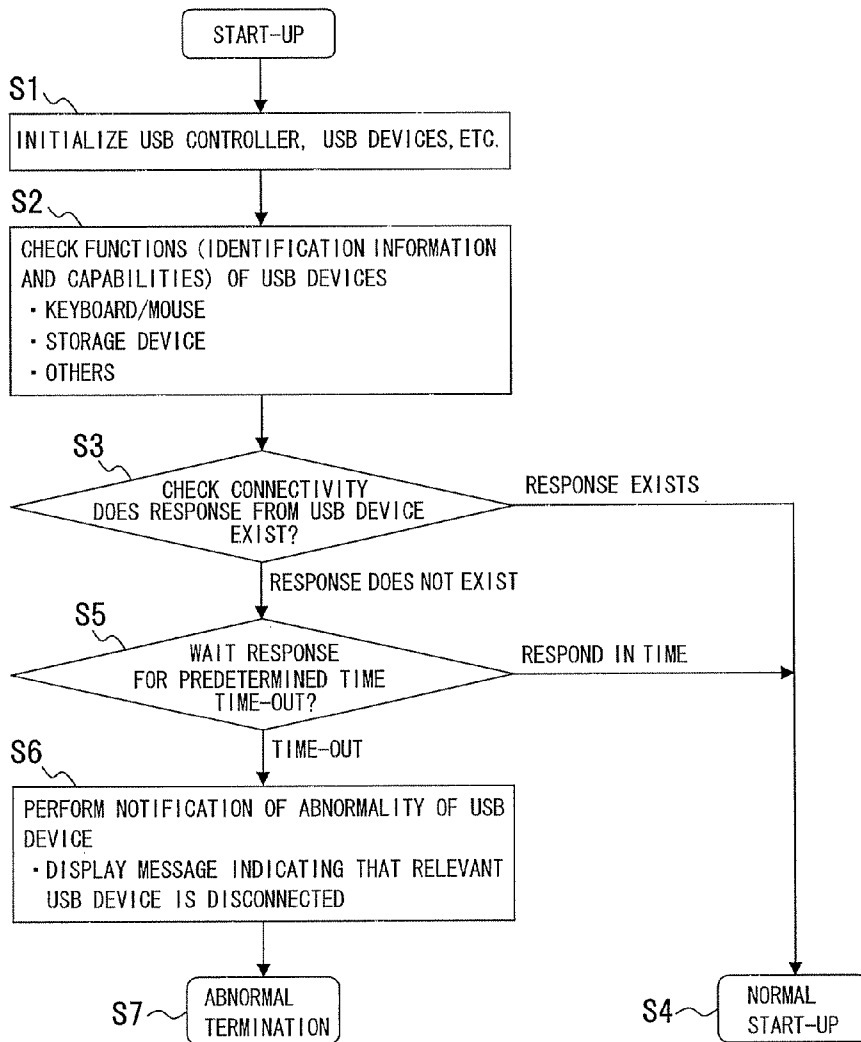 START-UP
S1
INITIALIZE USB CONTROLLER, USB DEVICES, ETC.
S2
CHECK FUNCTIONS (IDENTIFICATION INFORMATION
AND CAPABILITIES) OF USB DEVICES
・KEYBOARD/MOUSE
・STORAGE DEVICE
・OTHERS
S3
CHECK CONNECTIVITY
DOES RESPONSE FROM USB DEVICE
EXIST?
RESPONSE EXISTS
RESPONSE DOES NOT EXIST
S5
WAIT RESPONSE
FOR PREDETERMINED TIME
TIME-OUT?
RESPOND IN TIME
TIME-OUT
S6
PERFORM NOTIFICATION OF ABNORMALITY OF USB
DEVICE
・DISPLAY MESSAGE INDICATING THAT RELEVANT
USB DEVICE IS DISCONNECTED
S7
ABNORMAL
TERMINATION
S4
NORMAL
START-UP